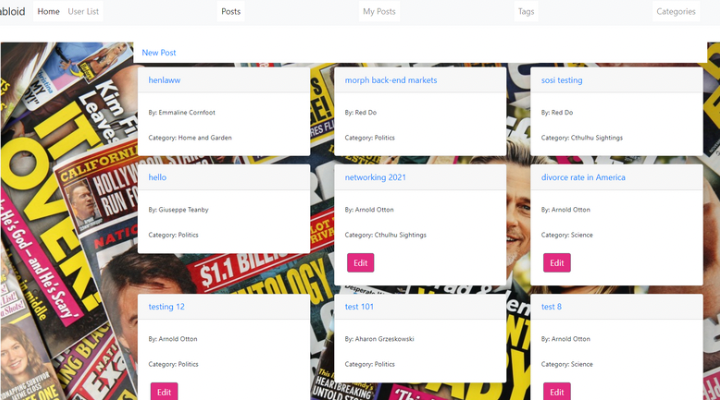 abloid Home User List Posts My Posts Tags Categories
New Post
henlaww
By: Emmaline Cornfoot
Category: Home and Garden
morph back-end markets
By: Red Do
Category: Politics
sosi testing
By: Red Do
Category: Cthulhu Sightings
hello
By: Giuseppe Teanby
Category: Politics
networking 2021
By: Arnold Otton
Category: Cthulhu Sightings
Edit
divorce rate in America
By: Arnold Otton
Category: Science
Edit
testing 12
By: Arnold Otton
Category: Politics
Edit
test 101
By: Aharon Grzeskowski
Category: Politics
test 8
By: Arnold Otton
Category: Science
Edit
IT
OVER!
Kim
Leave
CALIFORNIA
HOLLYWO
RUN FO
He's God — and He's Scary'
in middle
$1.1 BILL
HEARTBREAKING
UNTOLD